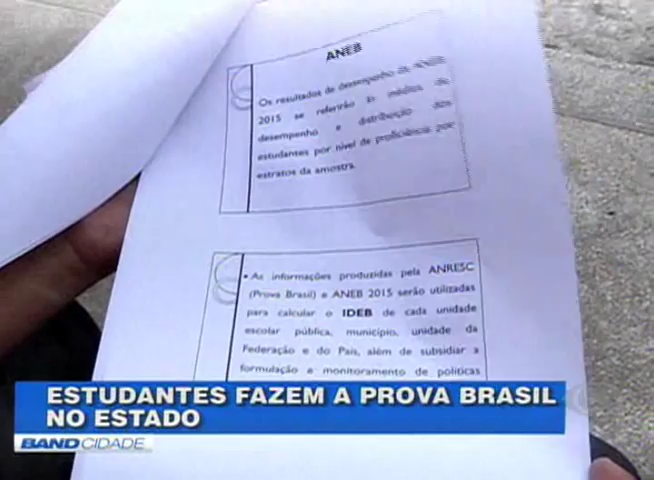 ANEB
Os resultados de desempenho da ANEB
2015 se referirão às médias de
desempenho e distribuição dos
estudantes por nível de proficiência por
estratos da amostra.
• As informações produzidas pela ANRESC
(Prova Brasil) e ANEB 2015 serão utilizadas
para calcular o IDEB de cada unidade
escolar pública, município, unidade da
Federação e do País, além de subsidiar a
formulação e monitoramento de políticas
ESTUDANTES FAZEM A PROVA BRASIL
NO ESTADO
BAND CIDADE